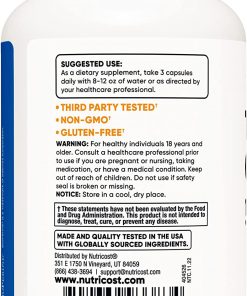 SUGGESTED USE:
As a dietary supplement, take 3 capsules
daily with 8-12 oz of water or as directed by
your healthcare professional.
• THIRD PARTY TESTED†
• NON-GMO†
• GLUTEN-FREE†
WARNING: For healthy individuals 18 years and
older. Consult a healthcare professional prior
to use if you are pregnant or nursing, taking
medication, or have a medical condition. Keep
out of reach of children. Do not use if safety
seal is broken or missing.
NOTICE: Store in a cool, dry place.
† These statements have not been evaluated by the Food
and Drug Administration. This product is not intended to
diagnose, treat, cure, or prevent any disease.
MADE AND QUALITY TESTED IN THE USA
WITH GLOBALLY SOURCED INGREDIENTS.
Distributed by Nutricost®
351 E 1750 N Vineyard, UT 84059
(866) 438-3694 | support@nutricost.com
www.nutricost.com
NTC.11.22